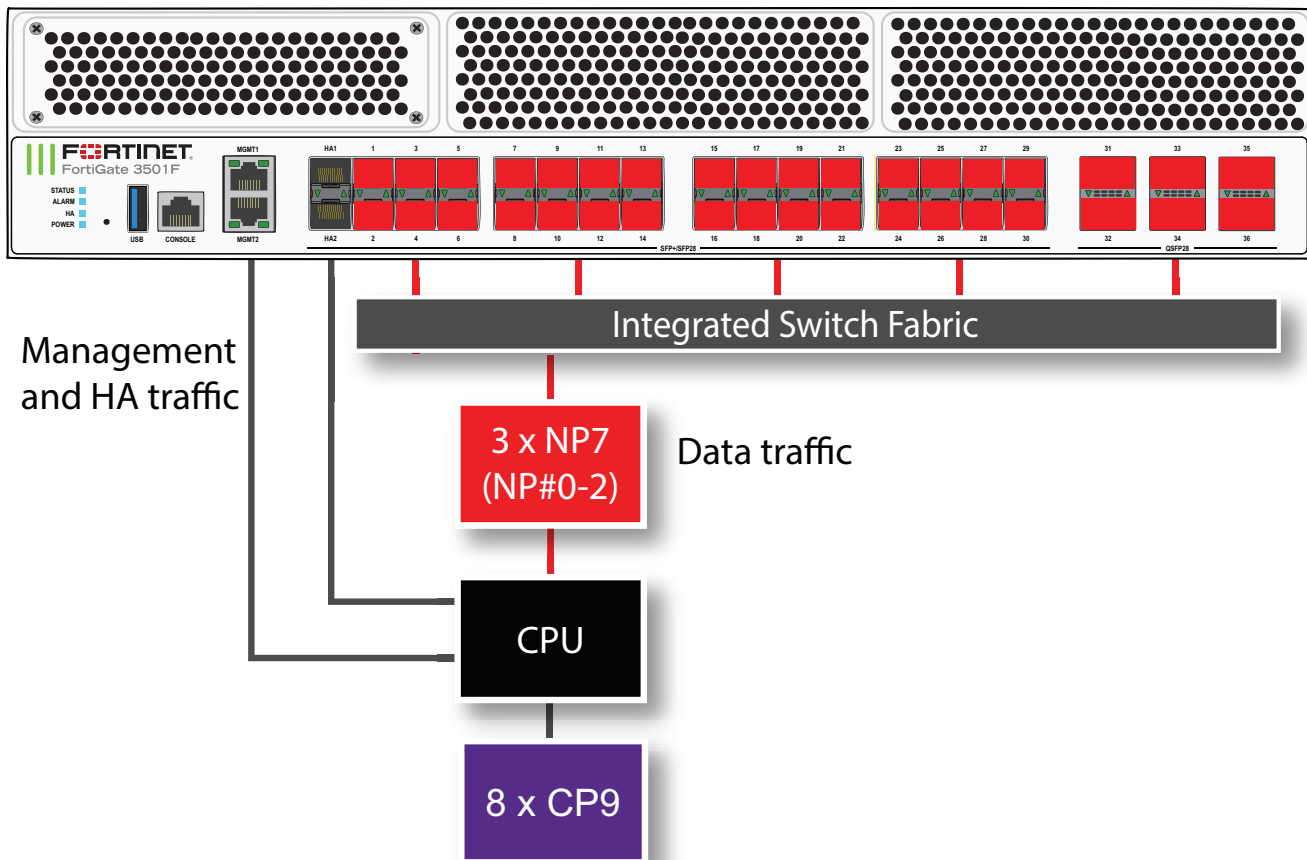 FORTINET
FortiGate 3501F
STATUS
ALARM
HA
POWER
USB
CONSOLE
MGMT1
MGMT2
HA1 1 3 5 7 9 11 13 15 17 19 21 23 25 27 29 31 33 35
HA2 2 4 6 8 10 12 14 16 18 20 22 24 26 28 30 32 34 36
SFP+/SFP28
QSFP28
Integrated Switch Fabric
Management
and HA traffic
3 x NP7
(NP#0-2)
Data traffic
CPU
8 x CP9